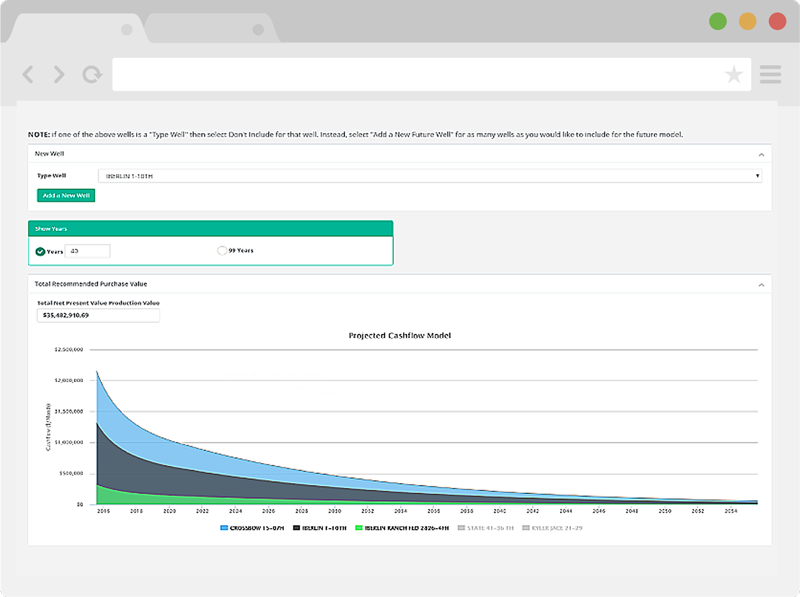 NOTE: if one of the above wells is a "Type Well" then select Don't Include for that well. Instead, select "Add a New Future Well" for as many wells as you would like to include for the future model.
New Well
Type Well
IBERLIN 1-10TH
Add a New Well
Show Years
Years 40
99 Years
Total Recommended Purchase Value
Total Net Present Value Production Value
$35,482,910.69
Projected Cashflow Model
$2,500,000
$2,000,000
$1,500,000
$1,000,000
$500,000
$0
Cashflow ($/Month)
2016 2018 2020 2022 2024 2026 2028 2030 2032 2034 2036 2038 2040 2042 2044 2046 2048 2050 2052 2054
CROSSBOW 15-07H IBERLIN 1-10TH IBERLIN RANCH FED 2826-4TH STATE 41-36 TH KYLER JACE 21-29